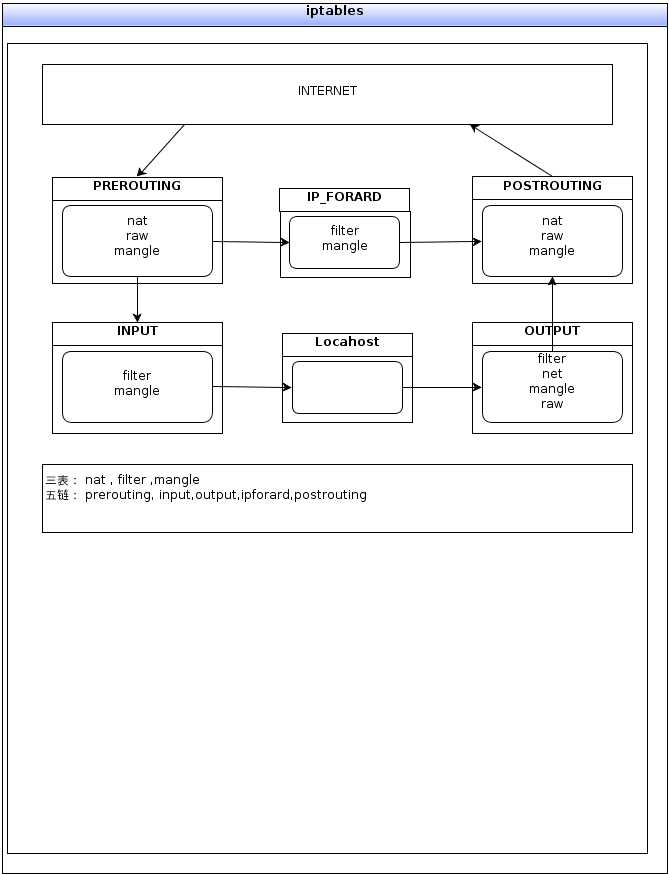 iptables
INTERNET
PREROUTING
nat
raw
mangle
IP_FORARD
filter
mangle
POSTROUTING
nat
raw
mangle
INPUT
filter
mangle
Locahost
OUTPUT
filter
net
mangle
raw
三表： nat , filter ,mangle
五链： prerouting, input,output,ipforard,postrouting